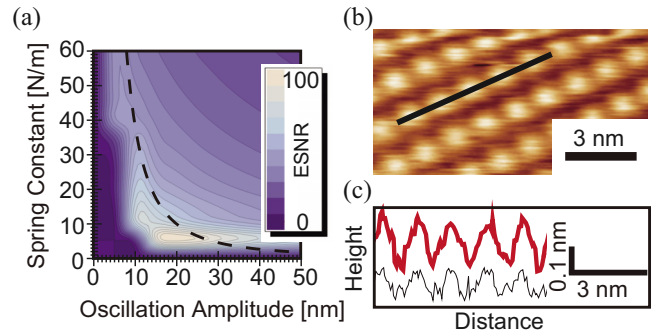 (a)
Spring Constant [N/m]
60
50
40
30
20
10
0
0 10 20 30 40 50
Oscillation Amplitude [nm]
100
ESNR
0
(b)
3 nm
(c)
Height
0.1 nm
3 nm
Distance